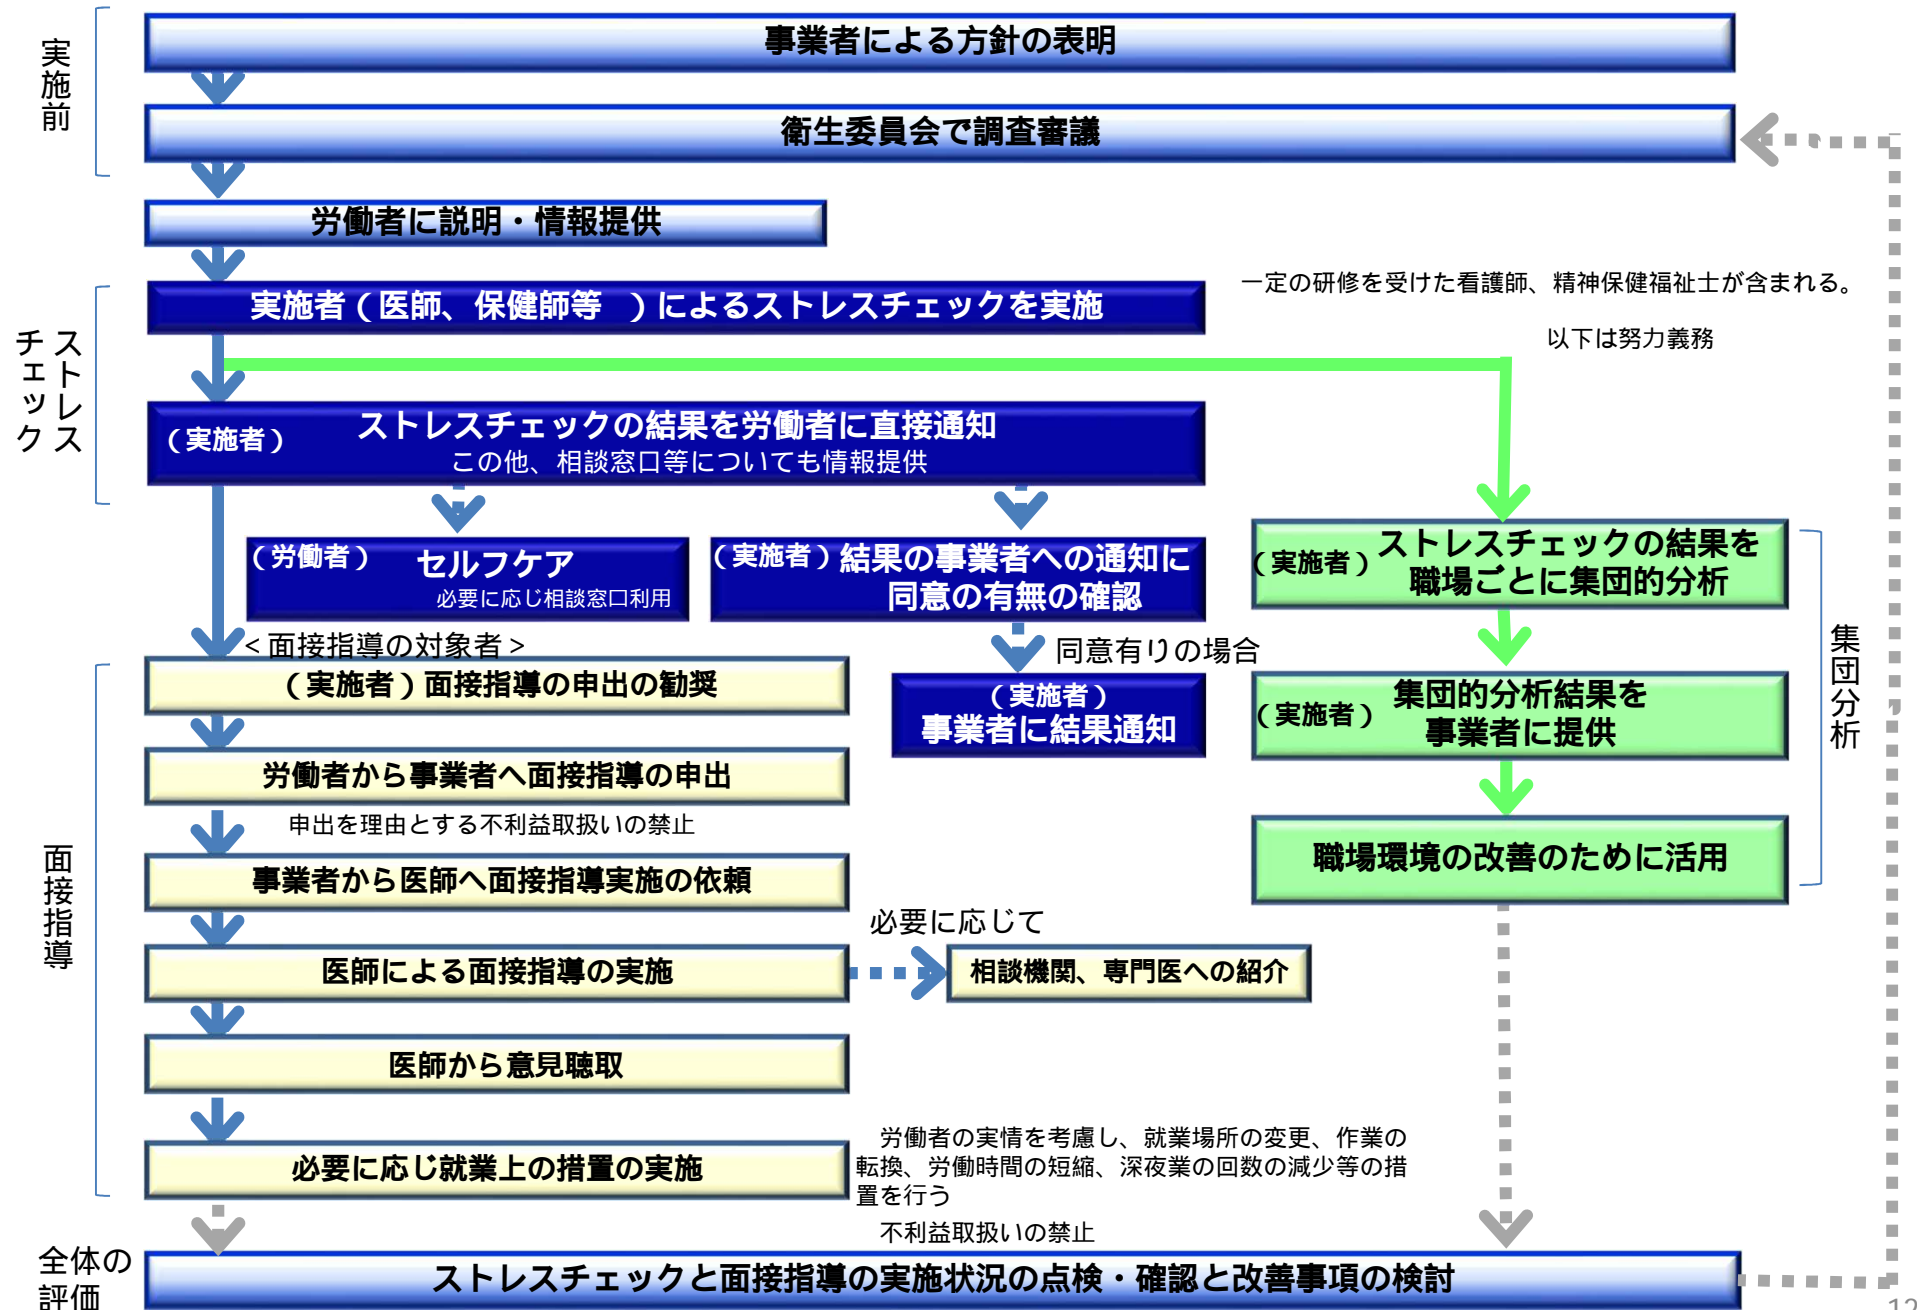 実施前
事業者による方針の表明
衛生委員会で調査審議
労働者に説明・情報提供
ストレス
チェック
実施者（医師、保健師等　）によるストレスチェックを実施
一定の研修を受けた看護師、精神保健福祉士が含まれる。
以下は努力義務
（実施者）
ストレスチェックの結果を労働者に直接通知
この他、相談窓口等についても情報提供
（労働者）
セルフケア
必要に応じ相談窓口利用
（実施者）結果の事業者への通知に
同意の有無の確認
同意有りの場合
（実施者）
事業者に結果通知
集団分析
（実施者）
ストレスチェックの結果を
職場ごとに集団的分析
（実施者）
集団的分析結果を
事業者に提供
職場環境の改善のために活用
面接指導
＜面接指導の対象者＞
（実施者）面接指導の申出の勧奨
労働者から事業者へ面接指導の申出
申出を理由とする不利益取扱いの禁止
事業者から医師へ面接指導実施の依頼
医師による面接指導の実施
必要に応じて
相談機関、専門医への紹介
医師から意見聴取
必要に応じ就業上の措置の実施
労働者の実情を考慮し、就業場所の変更、作業の
転換、労働時間の短縮、深夜業の回数の減少等の措
置を行う
不利益取扱いの禁止
全体の
評価
ストレスチェックと面接指導の実施状況の点検・確認と改善事項の検討